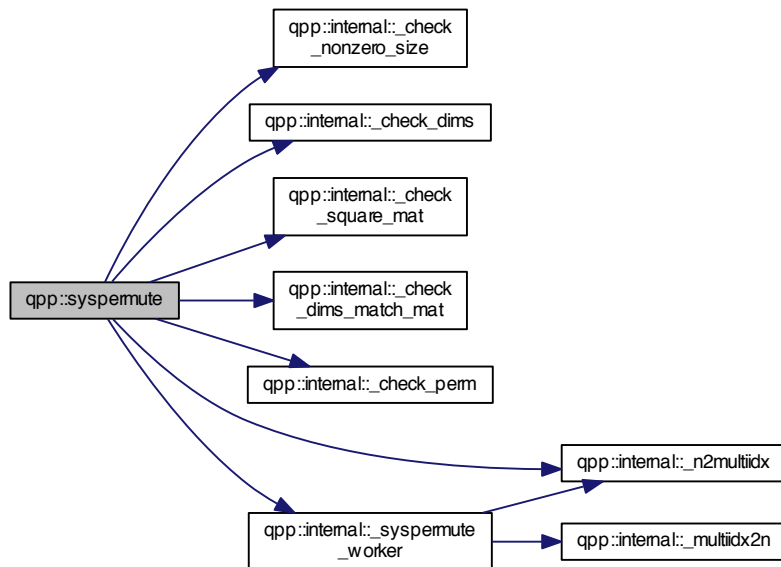 qpp::internal::_check
_nonzero_size
qpp::internal::_check_dims
qpp::internal::_check
_square_mat
qpp::syspermute
qpp::internal::_check
_dims_match_mat
qpp::internal::_check_perm
qpp::internal::_n2multiidx
qpp::internal::_syspermute
_worker
qpp::internal::_multiidx2n